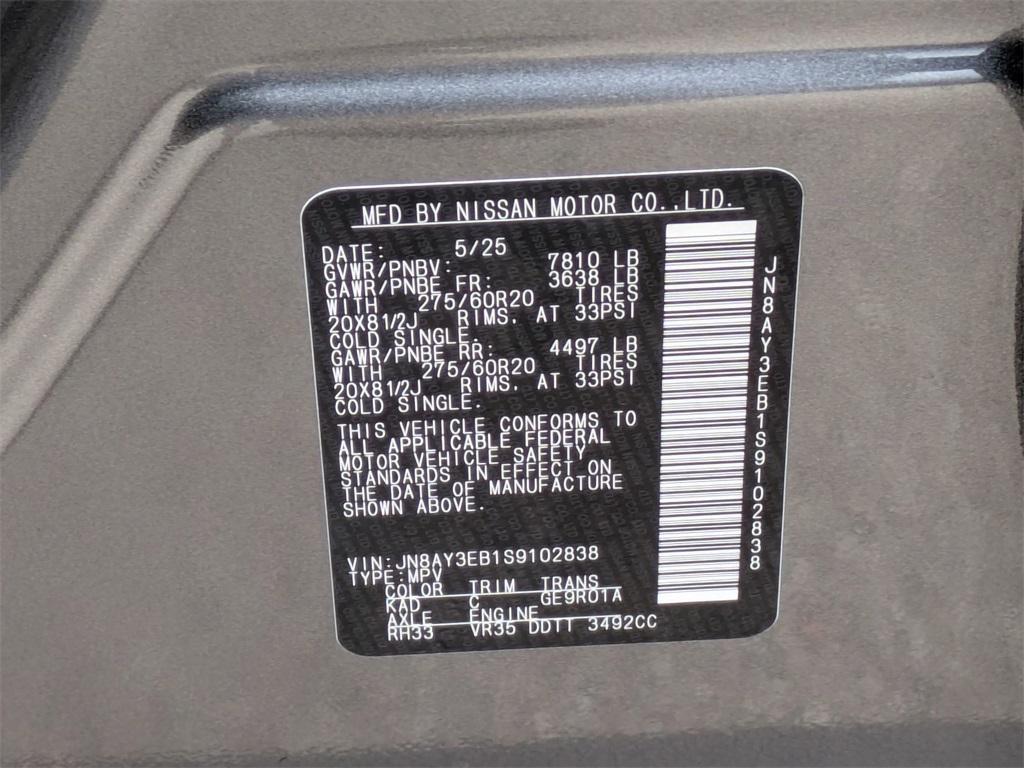 MFD BY NISSAN MOTOR CO.,LTD.
DATE: 5/25
GVWR/PNBV: 7810 LB
GAWR/PNBE FR: 3638 LB
WITH 275/60R20 TIRES
20X81/2J RIMS, AT 33PSI
COLD SINGLE.
GAWR/PNBE RR: 4497 LB
WITH 275/60R20 TIRES
20X81/2J RIMS, AT 33PSI
COLD SINGLE.
THIS VEHICLE CONFORMS TO
ALL APPLICABLE FEDERAL
MOTOR VEHICLE SAFETY
STANDARDS IN EFFECT ON
THE DATE OF MANUFACTURE
SHOWN ABOVE.
VIN:JN8AY3EB1S9102838
TYPE:MPV
COLOR TRIM TRANS
KAD C GE9R01A
AXLE ENGINE
RH33 VR35 DDTT 3492CC
JN8AY3EB1S9102838